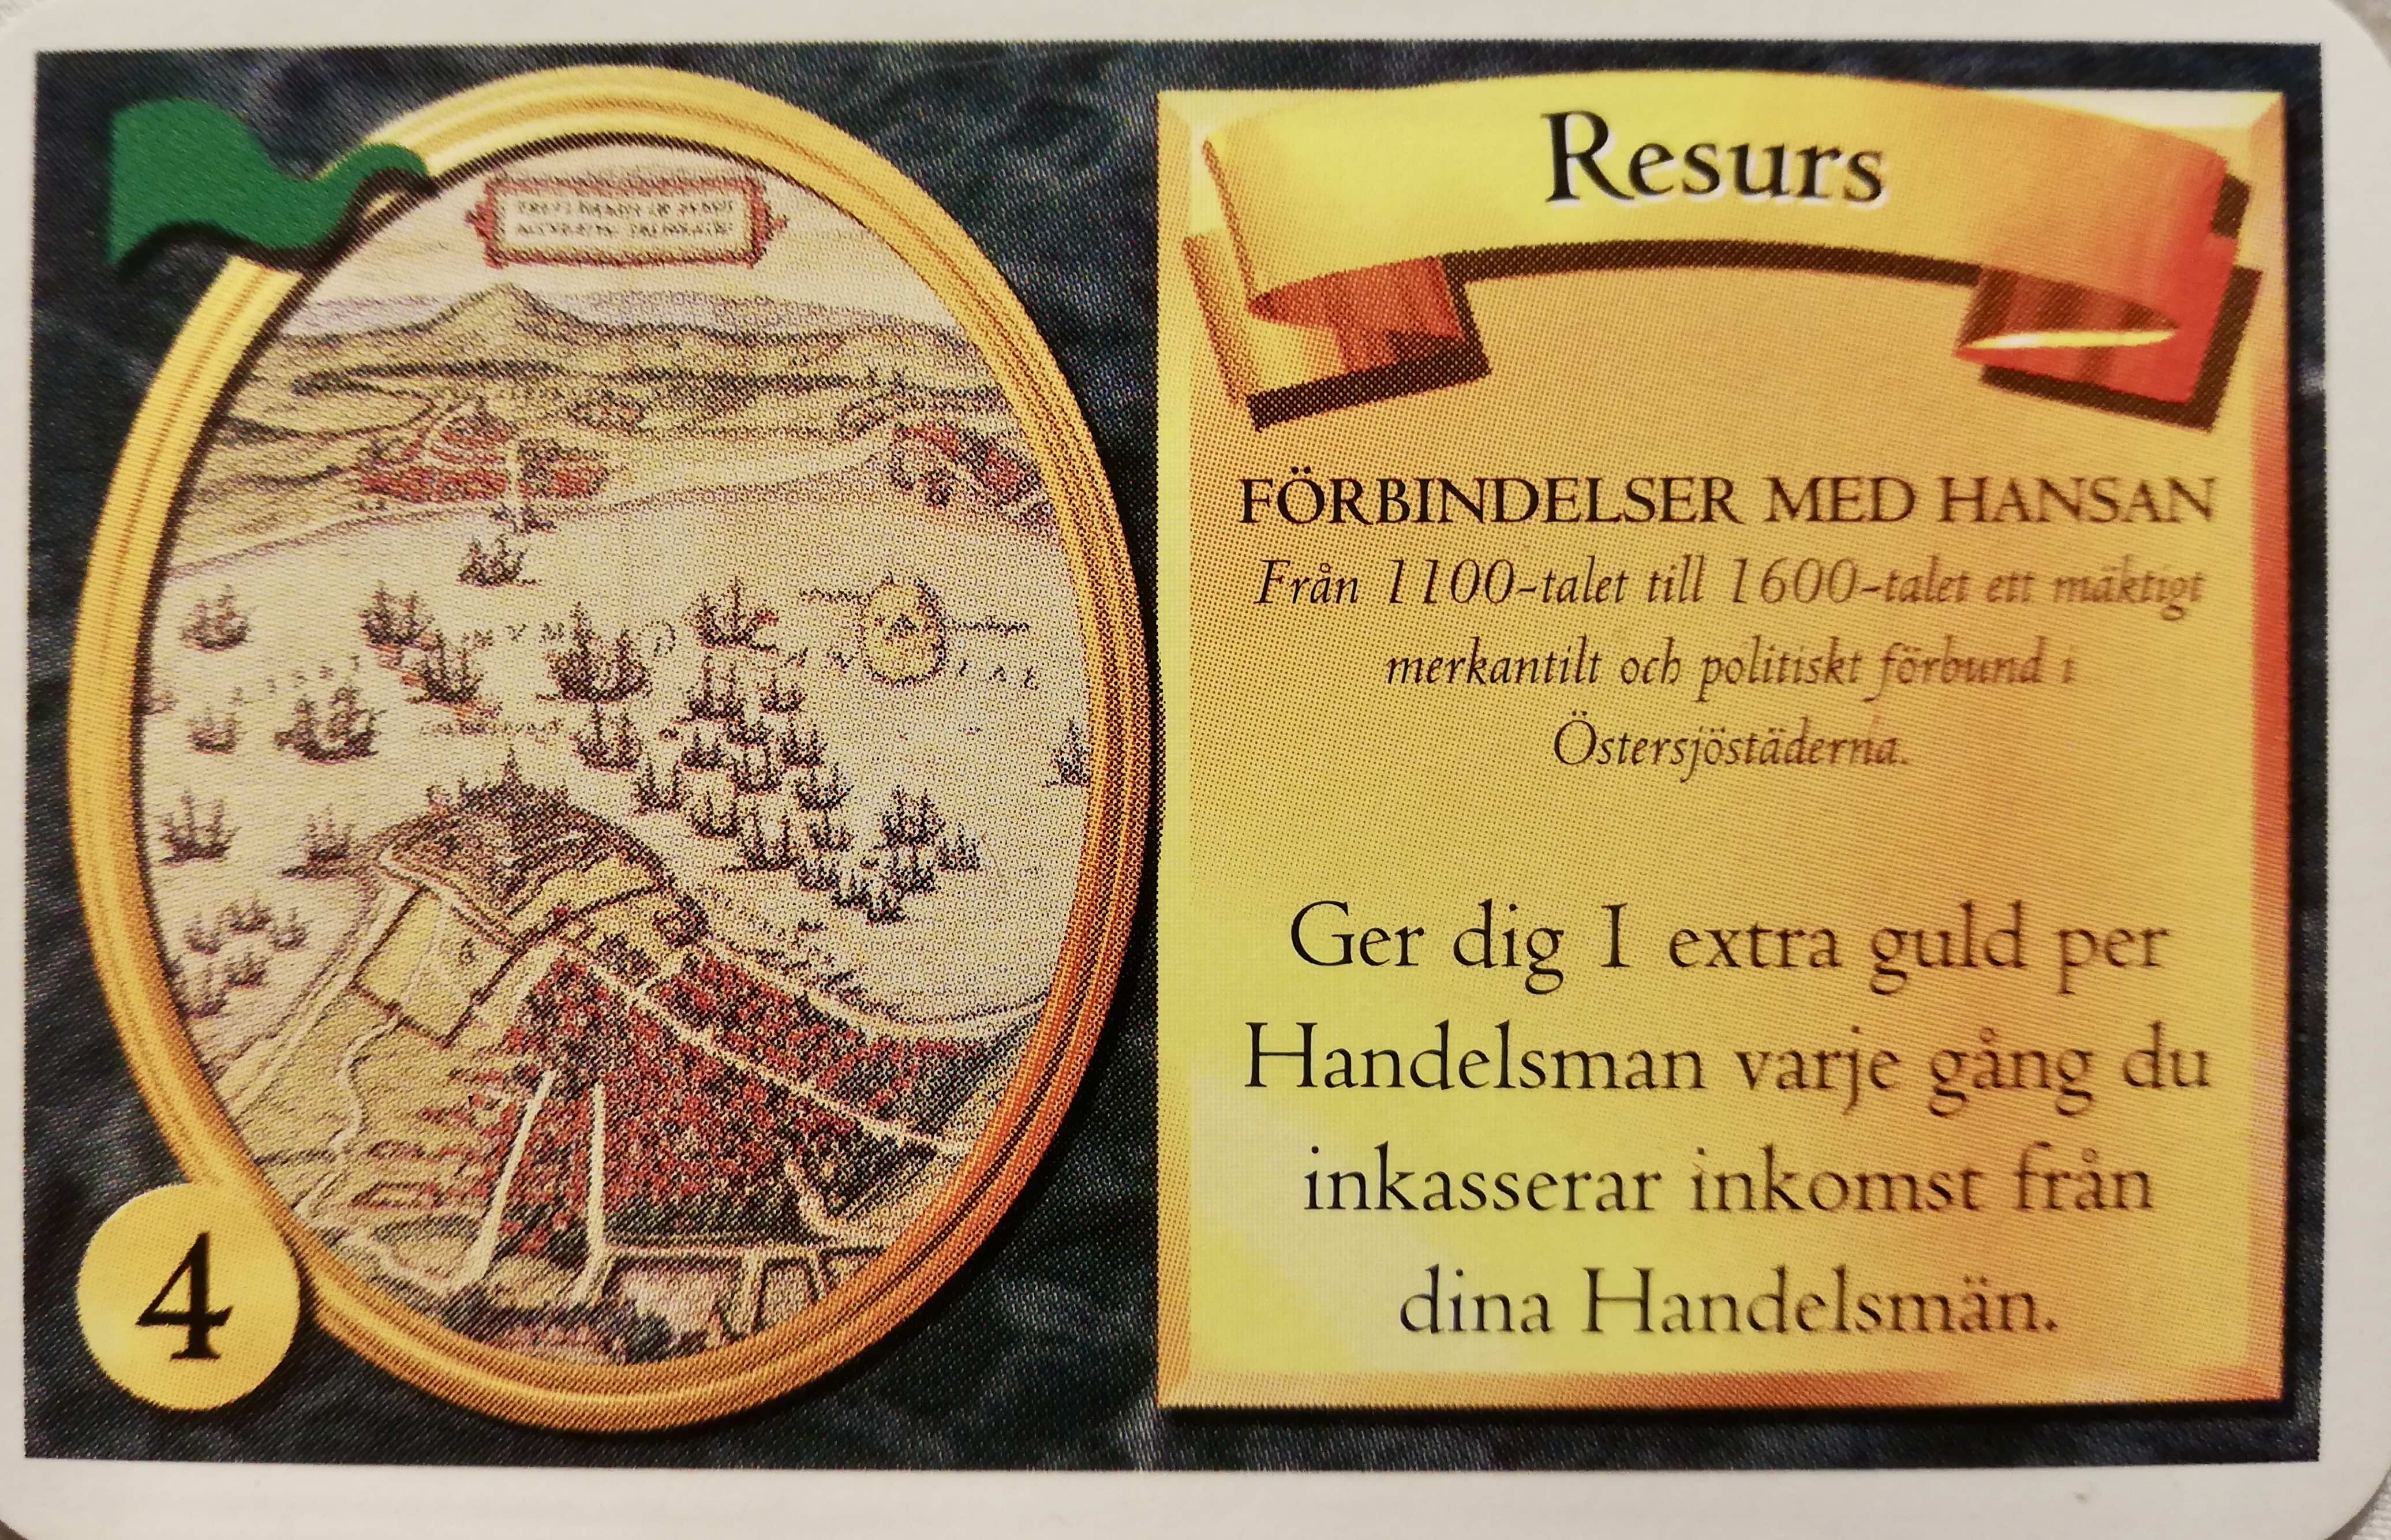 Resurs
FÖRBINDELSER MED HANSAN
Från 1100-talet till 1600-talet ett mäktigt
merkantilt och politiskt förbund i
Östersjöstäderna.
Ger dig 1 extra guld per
Handelsman varje gång du
inkasserar inkomst från
dina Handelsmän.
4